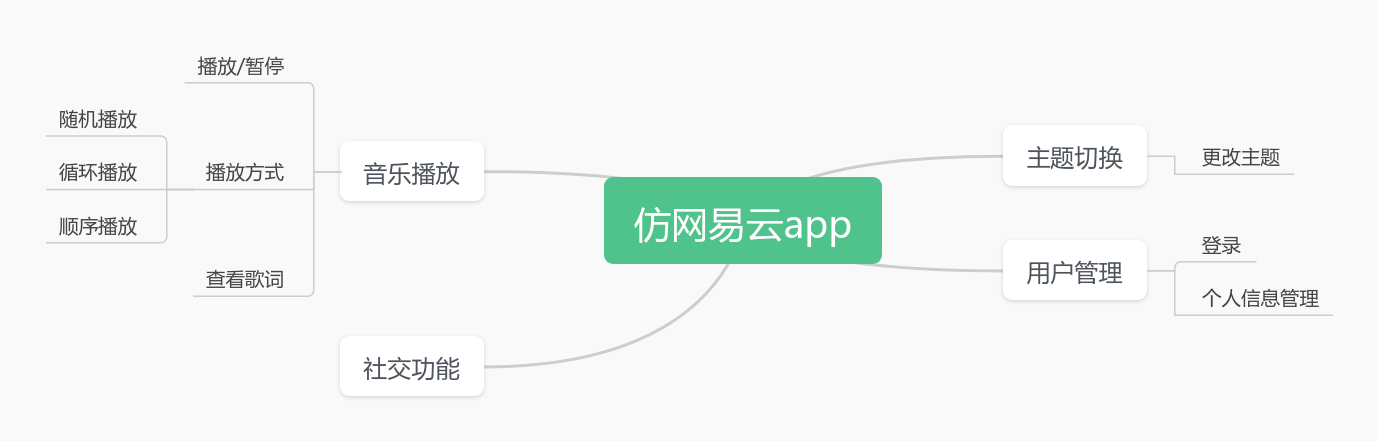 仿网易云app
音乐播放
播放/暂停
播放方式
随机播放
循环播放
顺序播放
查看歌词
社交功能
主题切换
更改主题
用户管理
登录
个人信息管理